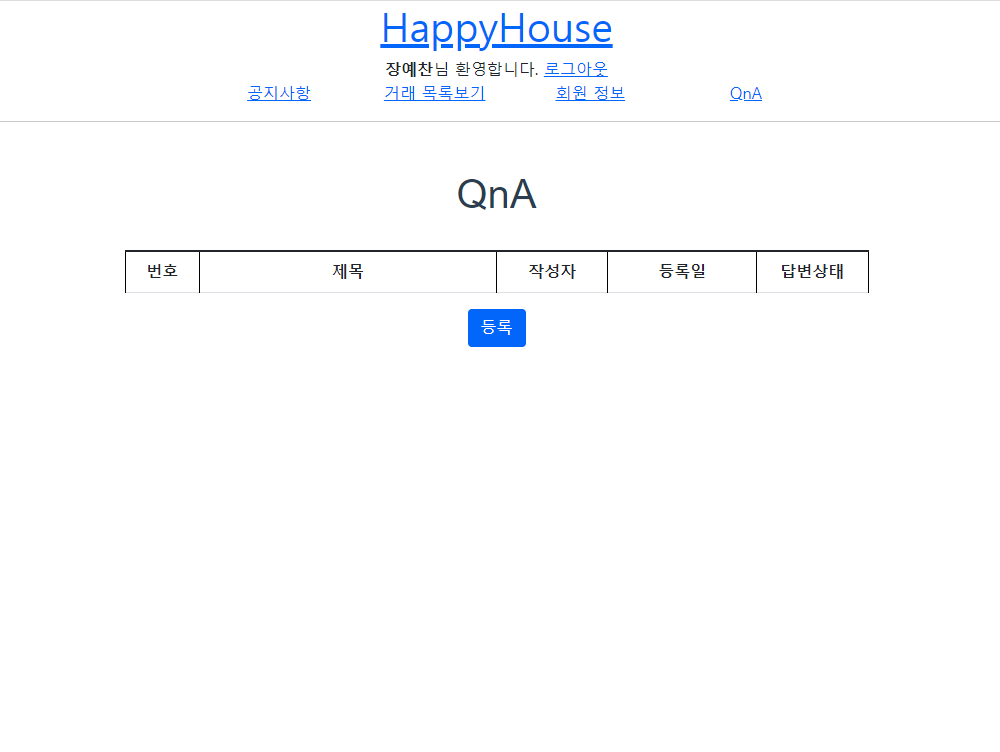 HappyHouse
장예찬님 환영합니다. 로그아웃
공지사항 거래 목록보기 회원 정보 QnA
QnA
번호 제목 작성자 등록일 답변상태
등록